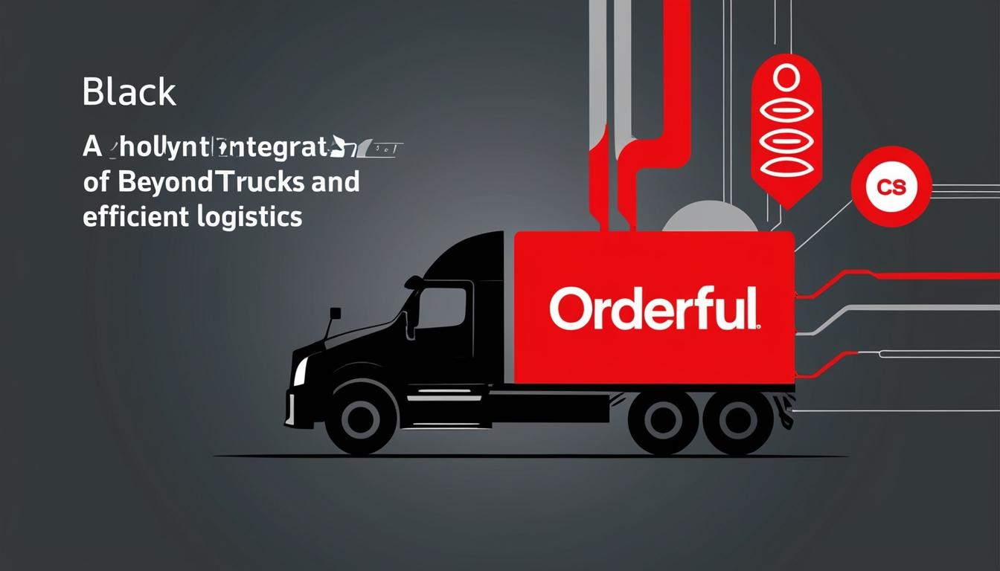 Black
A
of BeyondTrucks and
efficient logistics
Orderful
CS